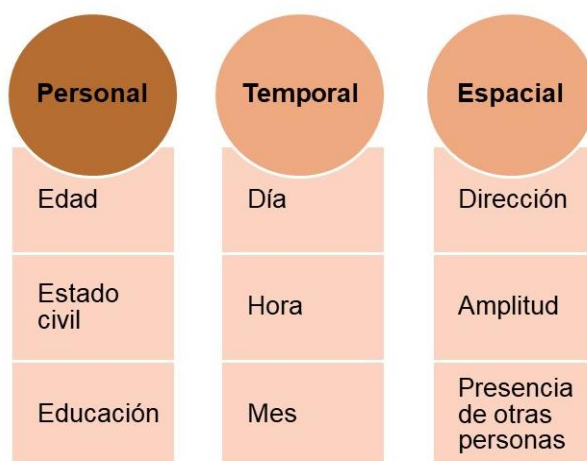 Personal
Edad
Estado
civil
Educación
Temporal
Día
Hora
Mes
Espacial
Dirección
Amplitud
Presencia
de otras
personas